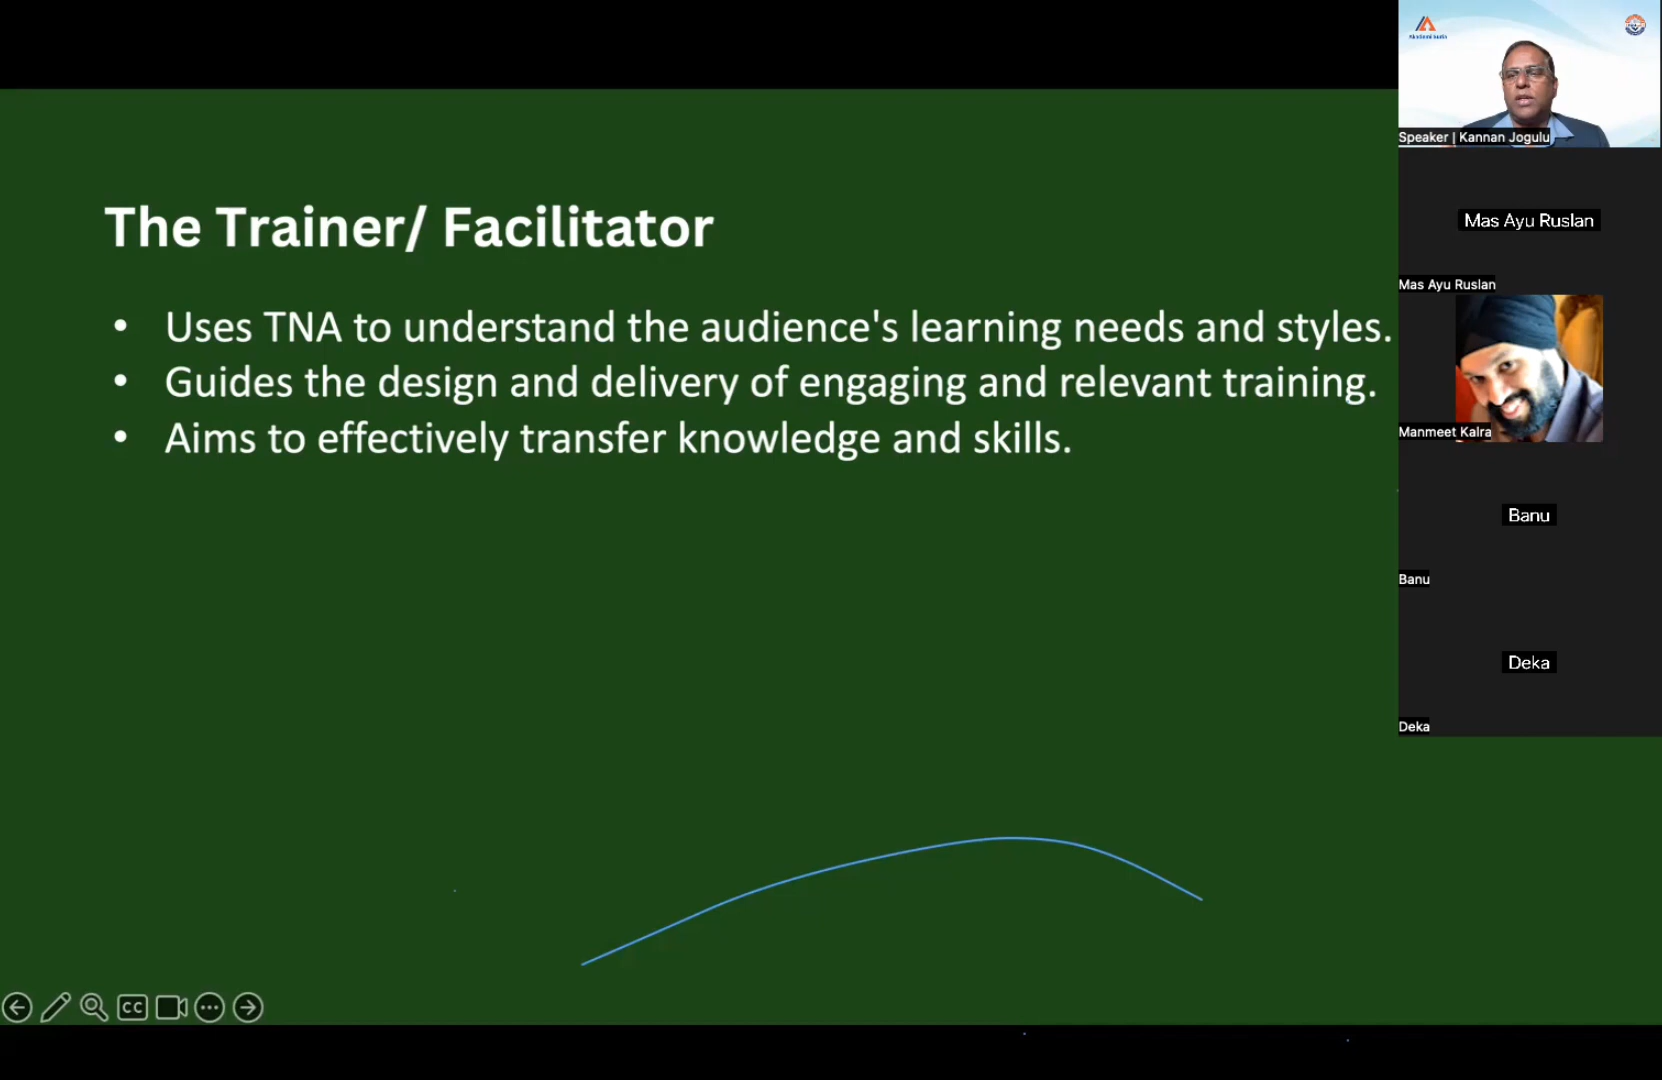 The Trainer/ Facilitator
• Uses TNA to understand the audience's learning needs and styles.
• Guides the design and delivery of engaging and relevant training.
• Aims to effectively transfer knowledge and skills.
CC
Speaker | Kannan Jogulu
Mas Ayu Ruslan
Mas Ayu Ruslan
Manmeet Kalra
Banu
Banu
Deka
Deka